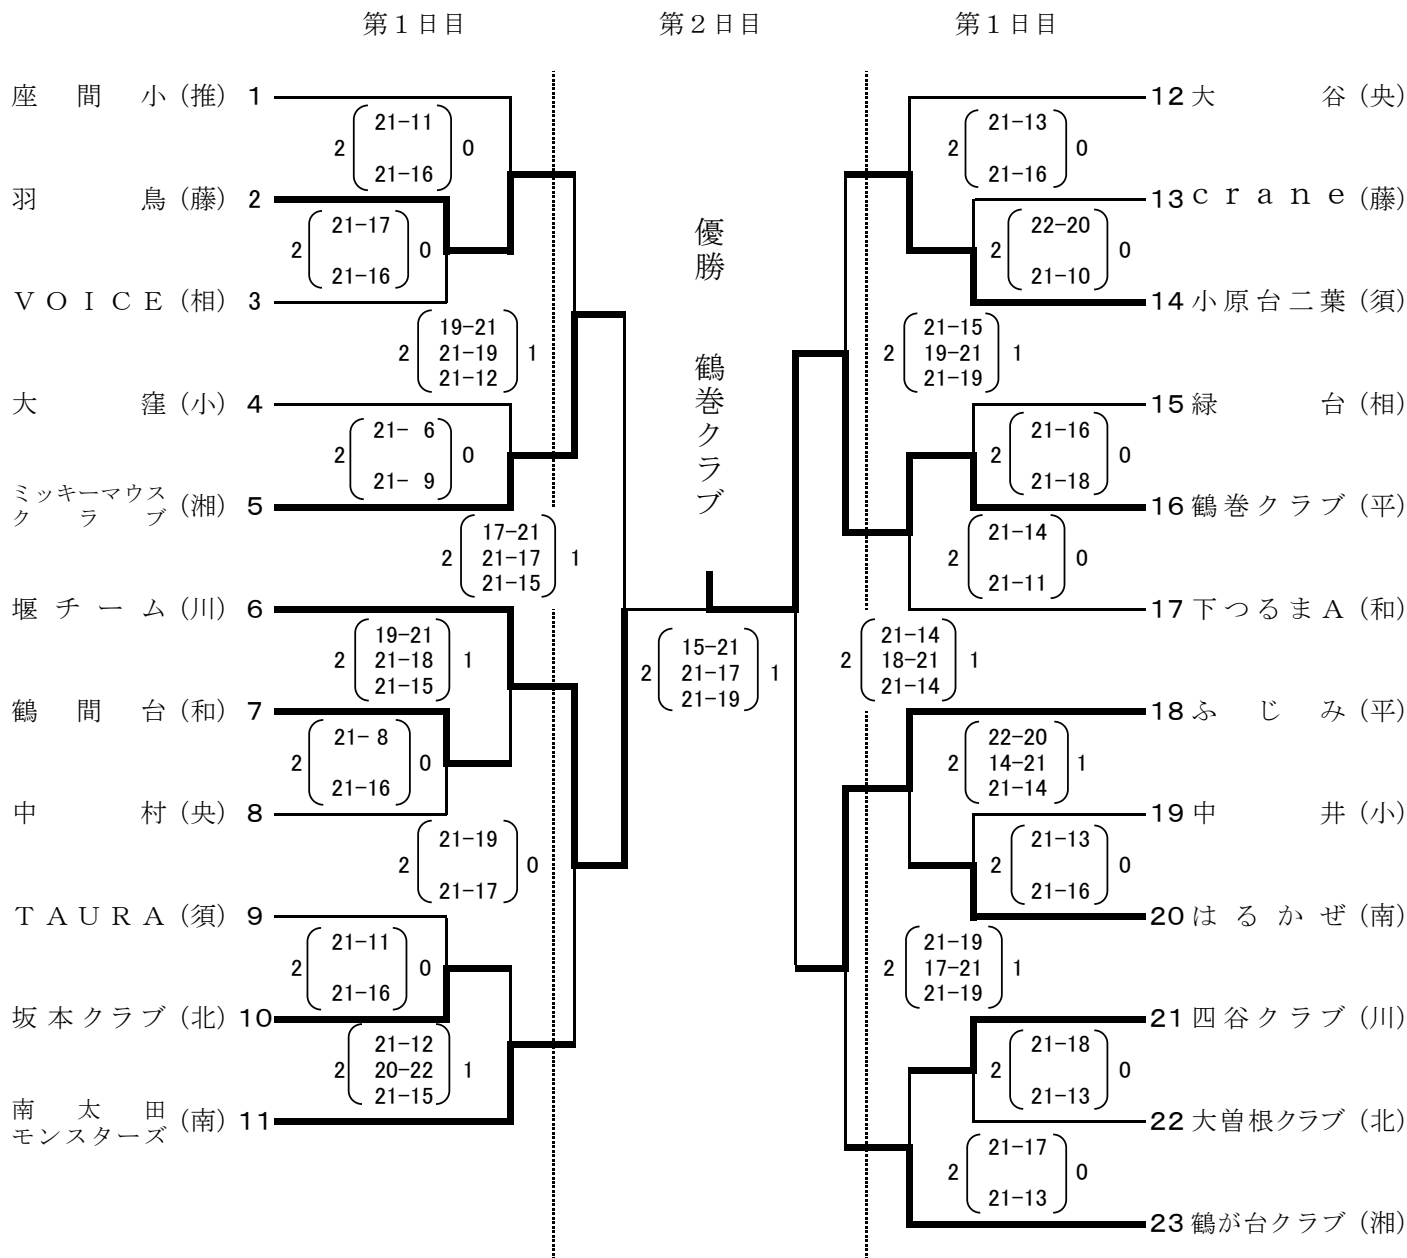 第1日目 第2日目 第1日目
座間小 (推) 1
2 21-11 0
21-16
羽鳥 (藤) 2
2 21-17 0
21-16
VOICE (相) 3
19-21
2 21-19 1
21-12
大窪 (小) 4
2 21- 6 0
21- 9
ミッキーマウス
クラブ (湘) 5
17-21
2 21-17 1
21-15
堰チーム (川) 6
19-21
2 21-18 1
21-15
鶴間台 (和) 7
2 21- 8 0
21-16
中村 (央) 8
2 21-19 0
21-17
TAURA (須) 9
2 21-11 0
21-16
坂本クラブ (北) 10
21-12
2 20-22 1
21-15
南太田
モンスターズ (南) 11
優勝 鶴巻クラブ
15-21
2 21-17 1
21-19
12 大谷 (央)
2 21-13 0
21-16
13 crane (藤)
2 22-20 0
21-10
14 小原台二葉 (須)
21-15
2 19-21 1
21-19
15 緑台 (相)
2 21-16 0
21-18
16 鶴巻クラブ (平)
2 21-14 0
21-11
17 下つるまA (和)
21-14
2 18-21 1
21-14
18 ふじみ (平)
22-20
2 14-21 1
21-14
19 中井 (小)
2 21-13 0
21-16
20 はるかぜ (南)
21-19
2 17-21 1
21-19
21 四谷クラブ (川)
2 21-18 0
21-13
22 大曽根クラブ (北)
2 21-17 0
21-13
23 鶴が台クラブ (湘)